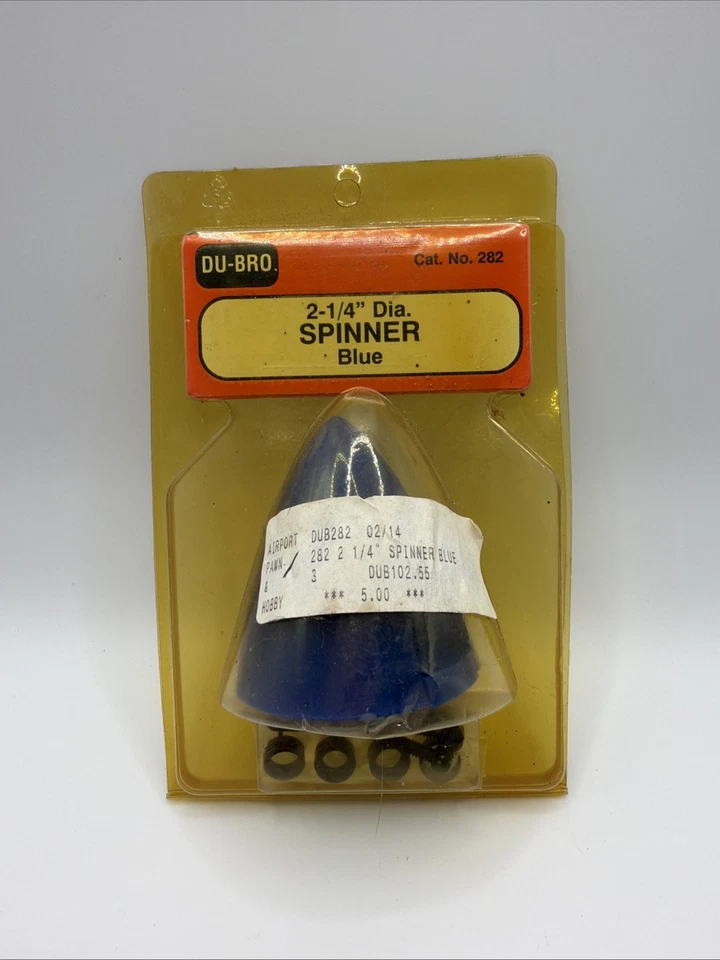 DU-BRO
Cat. No. 282
2-1/4” Dia.
SPINNER
Blue
AIRPORT DUB282 02/14
PAWN 282 2 1/4" SPINNER BLUE
& 3 DUB102.55
HOBBY *** 5.00 ***